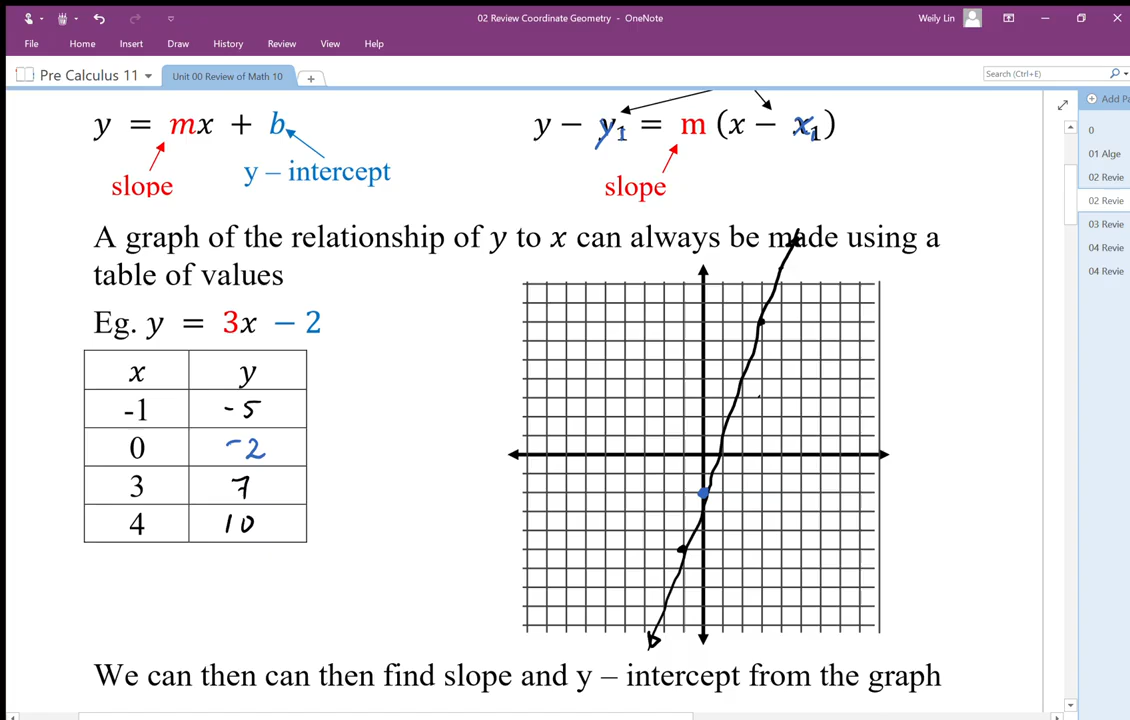 02 Review Coordinate Geometry - OneNote
Weily Lin
File Home Insert Draw History Review View Help
Pre Calculus 11
Unit 00 Review of Math 10
Search (Ctrl+E)
Add Pa
0
01 Alge
02 Revie
02 Revie
03 Revie
04 Revie
04 Revie
y = mx + b
y − y₁ = m (x − x₁)
slope
y – intercept
slope
A graph of the relationship of y to x can always be made using a
table of values
Eg. y = 3x − 2
x y
-1 -5
0 -2
3 7
4 10
We can then can then find slope and y – intercept from the graph